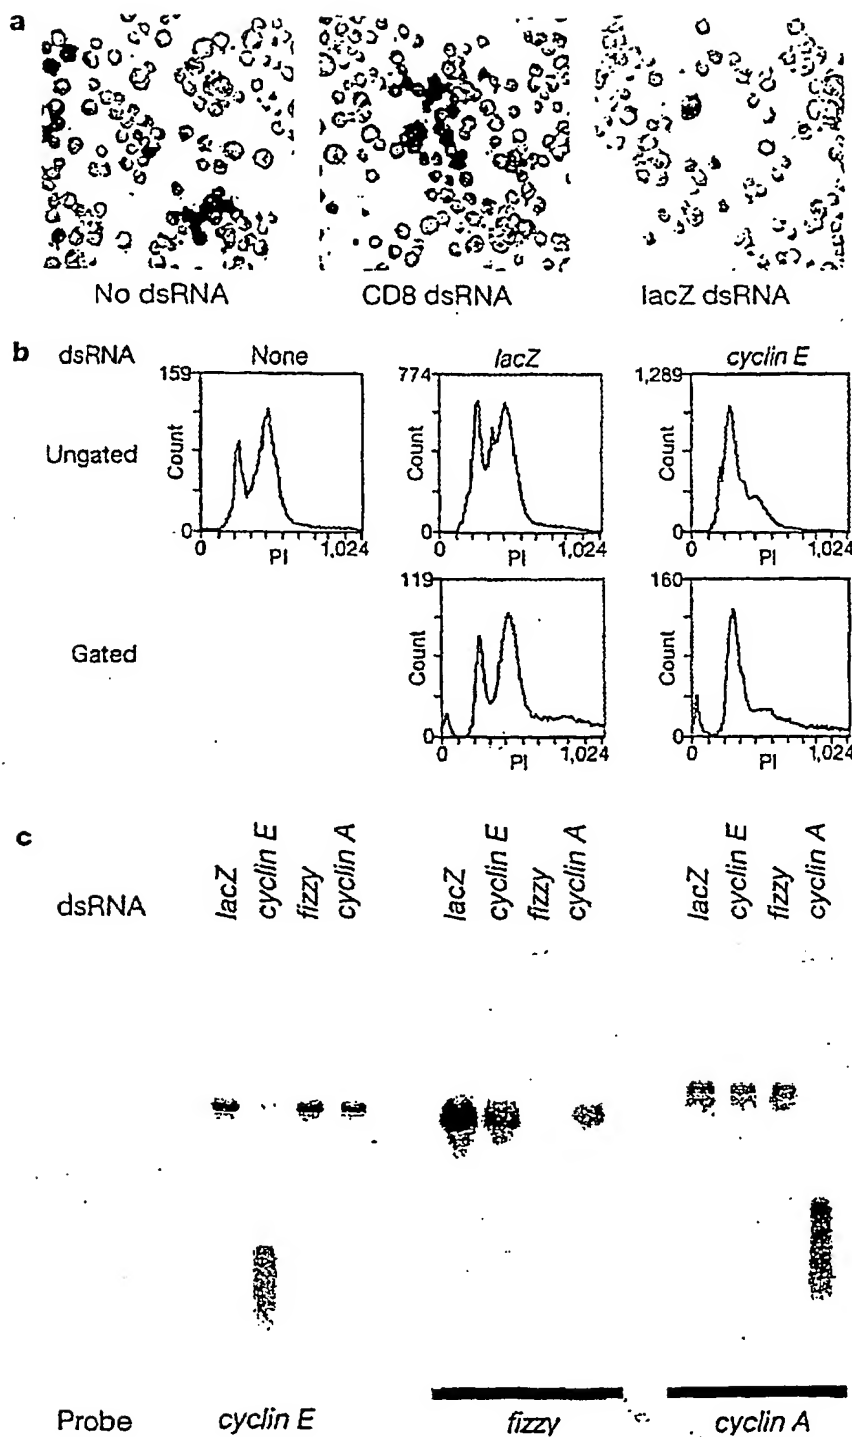 a
No dsRNA CD8 dsRNA lacZ dsRNA
b dsRNA None lacZ cyclin E
159 774 1,289
Ungated Count Count Count
0 0 0
0 PI 1,024 0 PI 1,024 0 PI 1,024
119 160
Gated Count Count
0 0
0 PI 1,024 0 PI 1,024
c
dsRNA lacZ cyclin E fizzy cyclin A lacZ cyclin E fizzy cyclin A lacZ cyclin E fizzy cyclin A
Probe cyclin E fizzy cyclin A